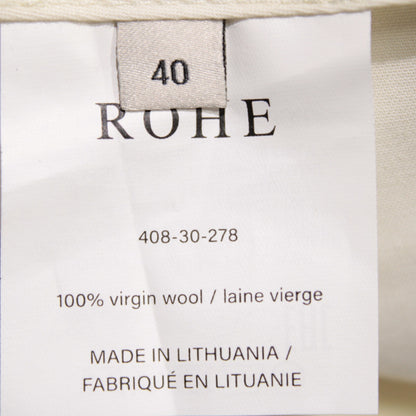 40
ROHE
408-30-278
100% virgin wool / laine vierge
MADE IN LITHUANIA /
FABRIQUÉ EN LITUANIE